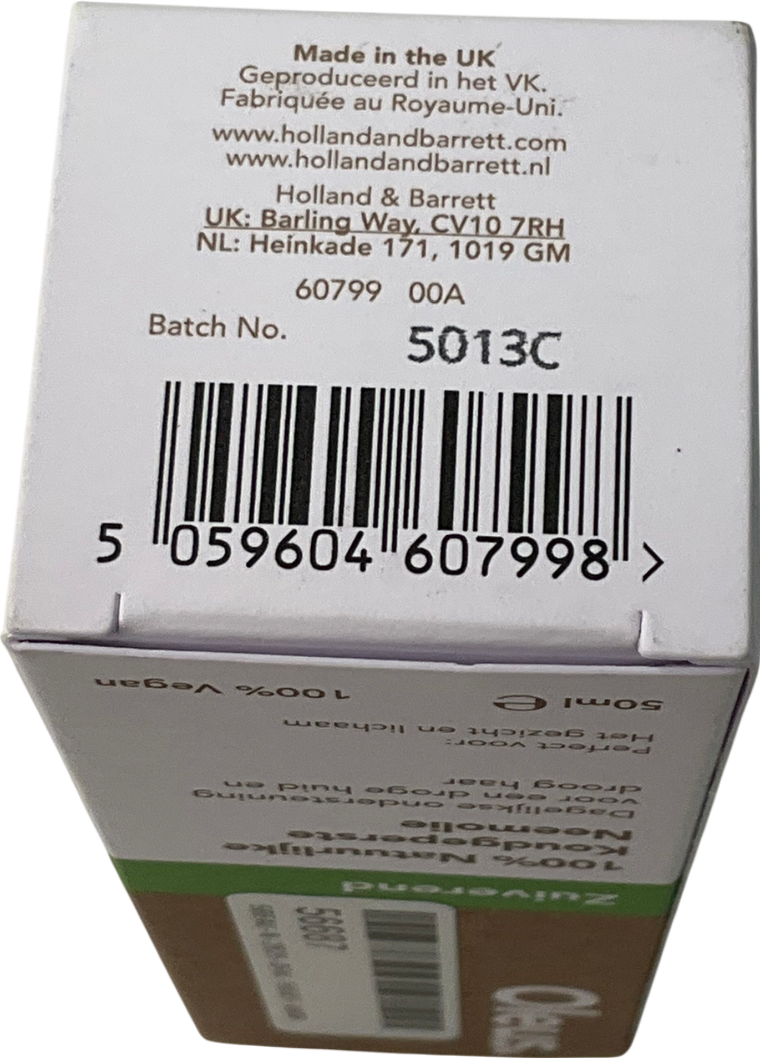 Made in the UK
Geproduceerd in het VK.
Fabriquée au Royaume-Uni.
www.hollandandbarrett.com
www.hollandandbarrett.nl
Holland & Barrett
UK: Barling Way, CV10 7RH
NL: Heinkade 171, 1019 GM
60799 00A
Batch No. 5013C
5 059604 607998 >
50ml ℮ 100% Vegan
Het gezicht en lichaam
Perfect voor:
droog haar
voor een droge huid en
Dagelijkse ondersteuning
Neemolie
Koudgeperste
100% Natuurlijke
Zuiverend
56687